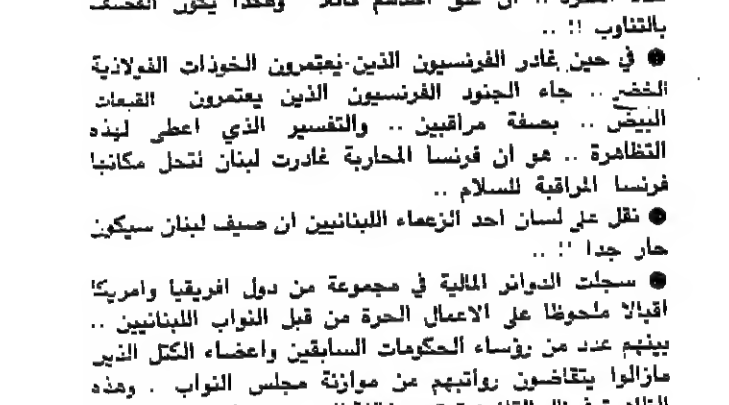 بالتناوب !! ..
● في حين غادر الفرنسيون الذين يعتمرون الخوذات الفولاذية
الخضر .. جاء الجنود الفرنسيون الذين يعتمرون القبعات
البيض .. بصفة مراقبين .. والتفسير الذي اعطى لهذه
التظاهرة .. هو ان فرنسا المحاربة غادرت لبنان لتحل مكانها
فرنسا المراقبة للسلام ..
● نقل على لسان احد الزعماء اللبنانيين ان صيف لبنان سيكون
حار جدا !! ..
● سجلت الدوائر المالية في مجموعة من دول افريقيا وامريكا
اقبالا ملحوظا على الاعمال الحرة من قبل النواب اللبنانيين ..
بينهم عدد من رؤساء الحكومات السابقين واعضاء الكتل الذين
مازالوا يتقاضون رواتبهم من موازنة مجلس النواب . وهذه